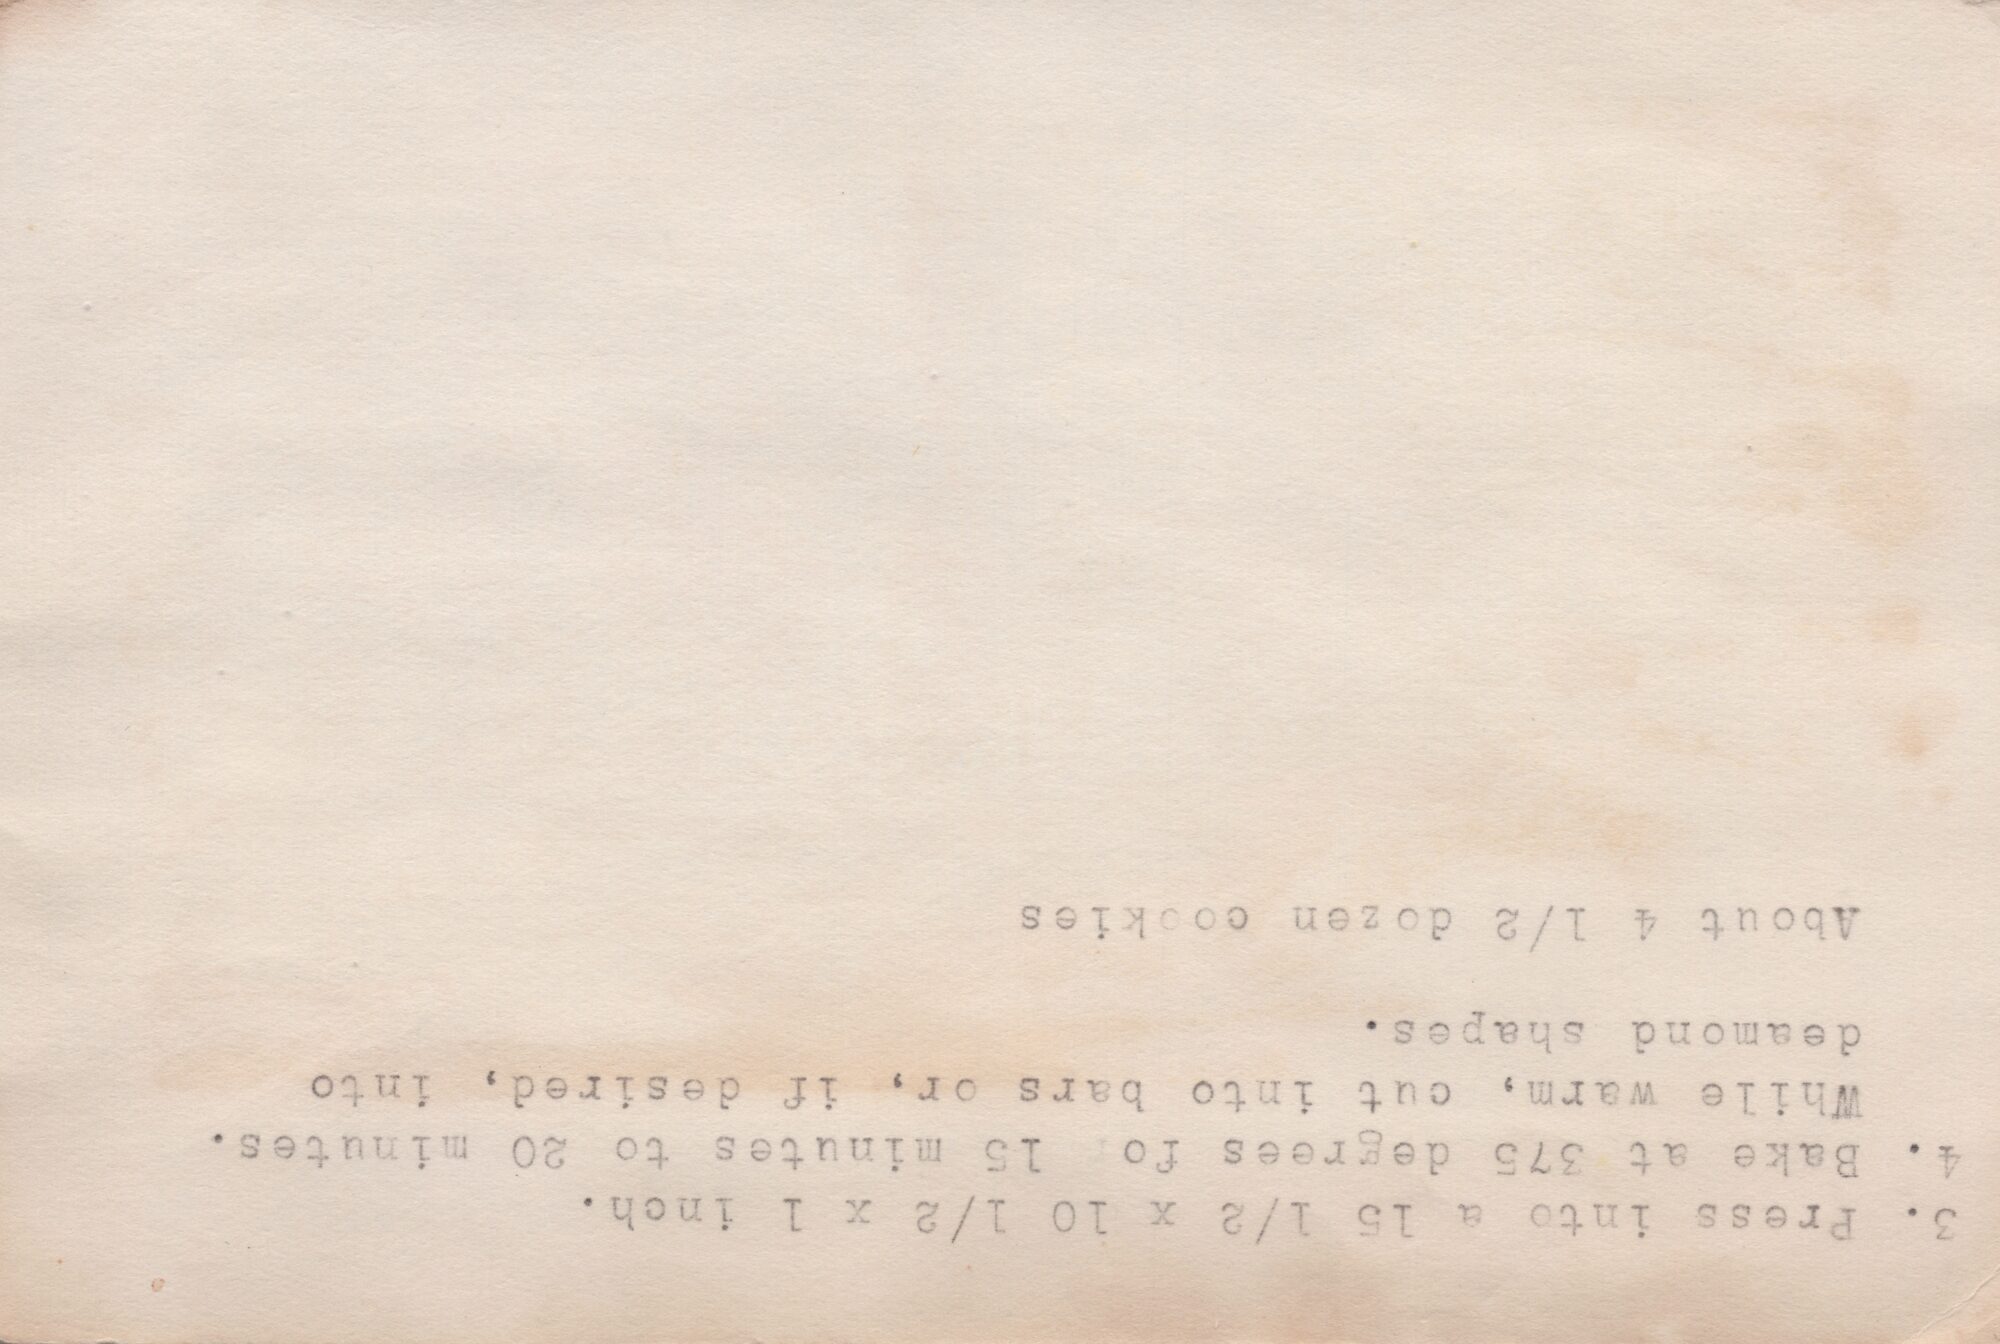 3. Press into a 15 1/2 x 10 1/2 x 1 inch.
4. Bake at 375 degrees fo 15 minutes to 20 minutes.
While warm, cut into bars or, if desired, into
deamond shapes.
About 4 1/2 dozen cookies